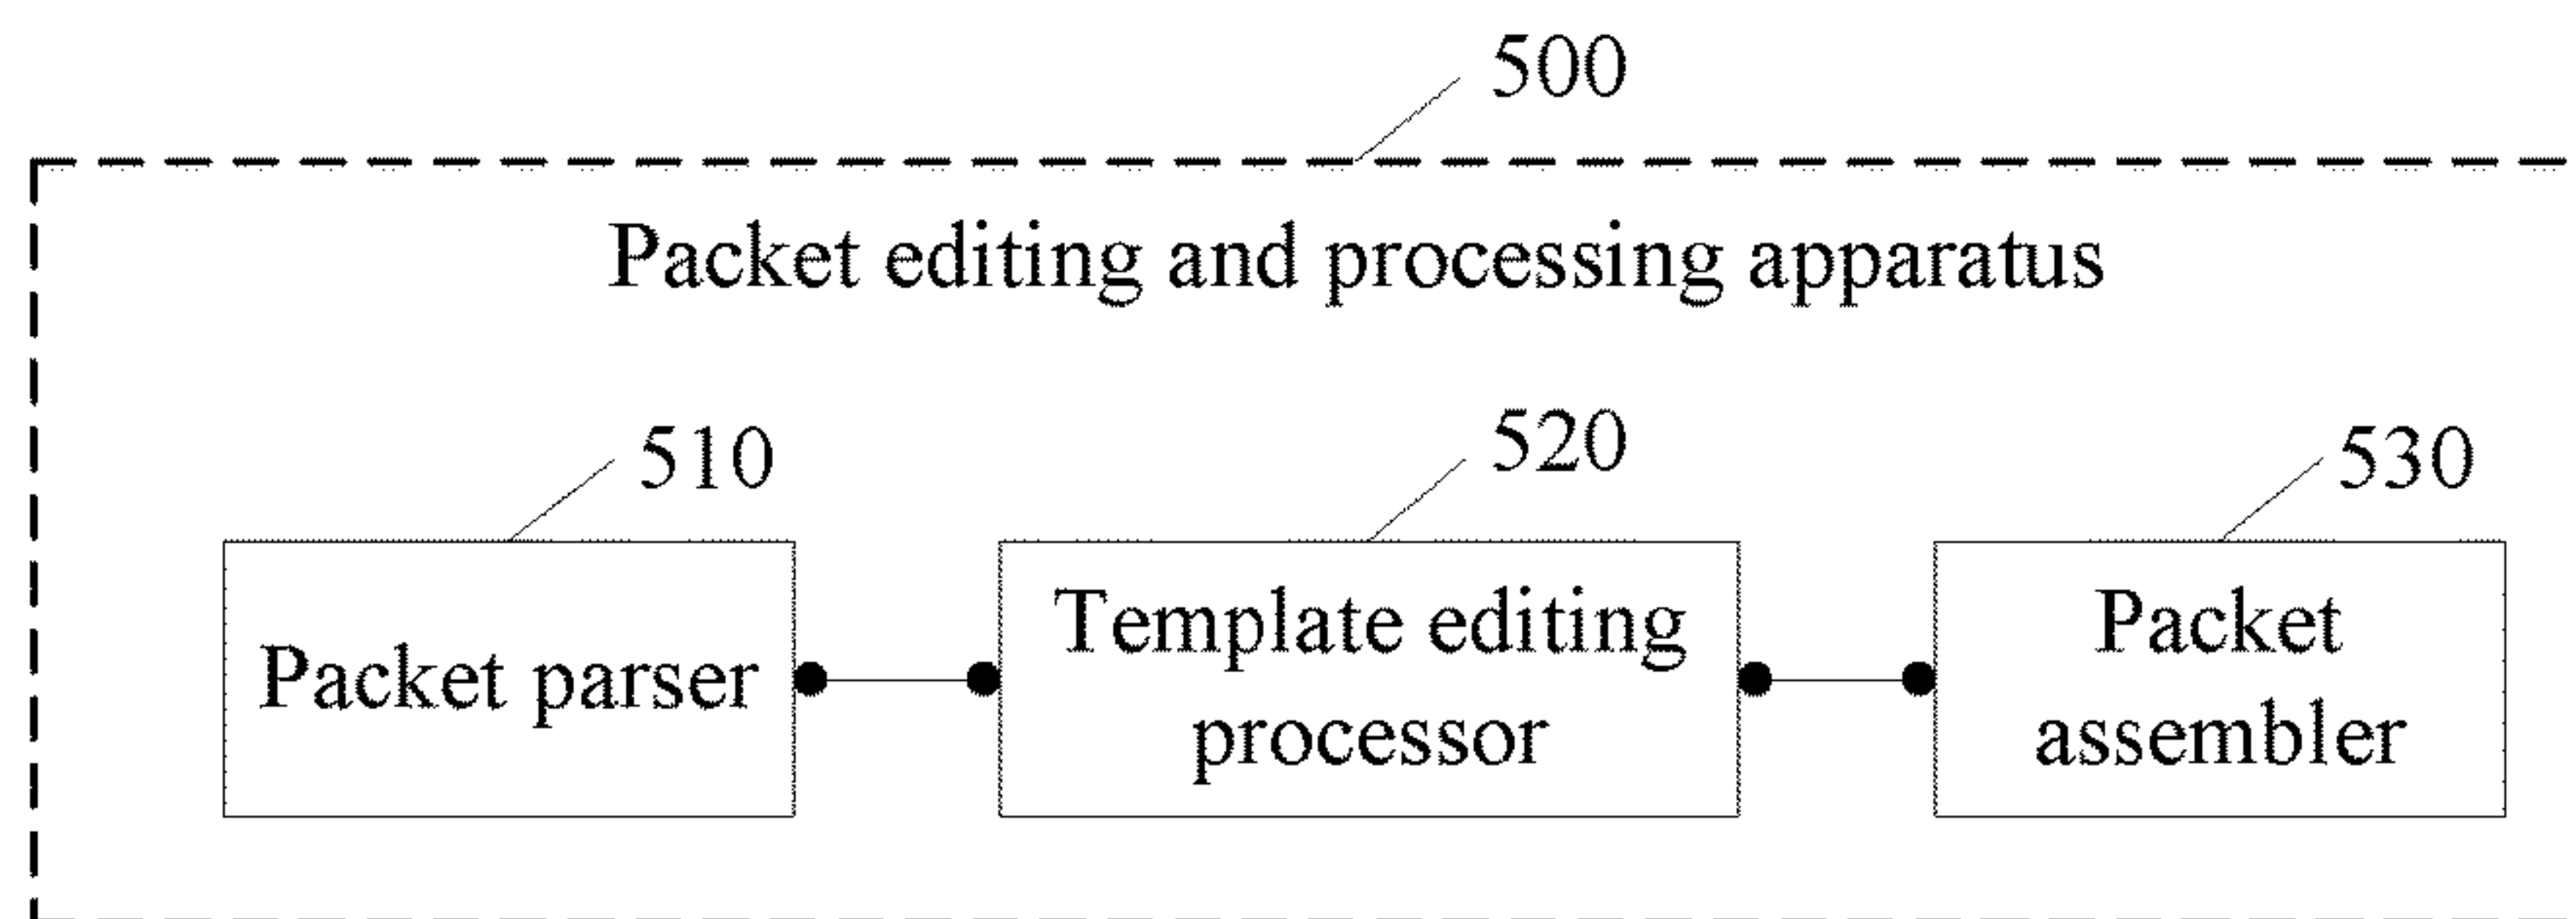 500
Packet editing and processing apparatus
510
520
530
Packet parser
Template editing
processor
Packet
assembler